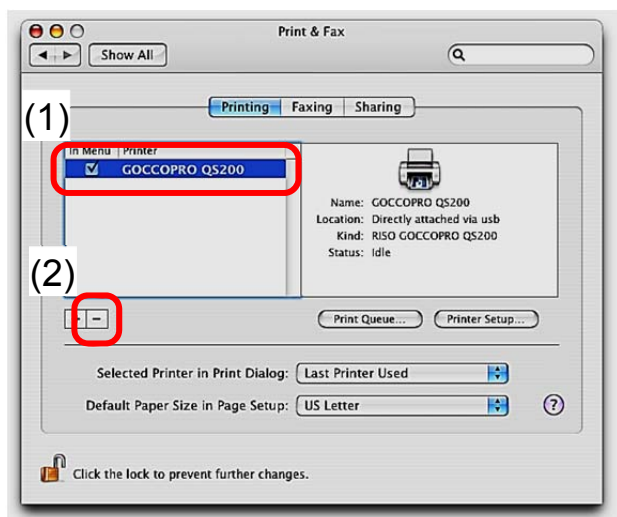 Print & Fax
Show All
Printing Faxing Sharing
(1)
In Menu Printer
GOCCOPRO QS200
Name: GOCCOPRO QS200
Location: Directly attached via usb
Kind: RISO GOCCOPRO QS200
Status: Idle
(2)
+ −
Print Queue... Printer Setup...
Selected Printer in Print Dialog: Last Printer Used
Default Paper Size in Page Setup: US Letter ?
Click the lock to prevent further changes.